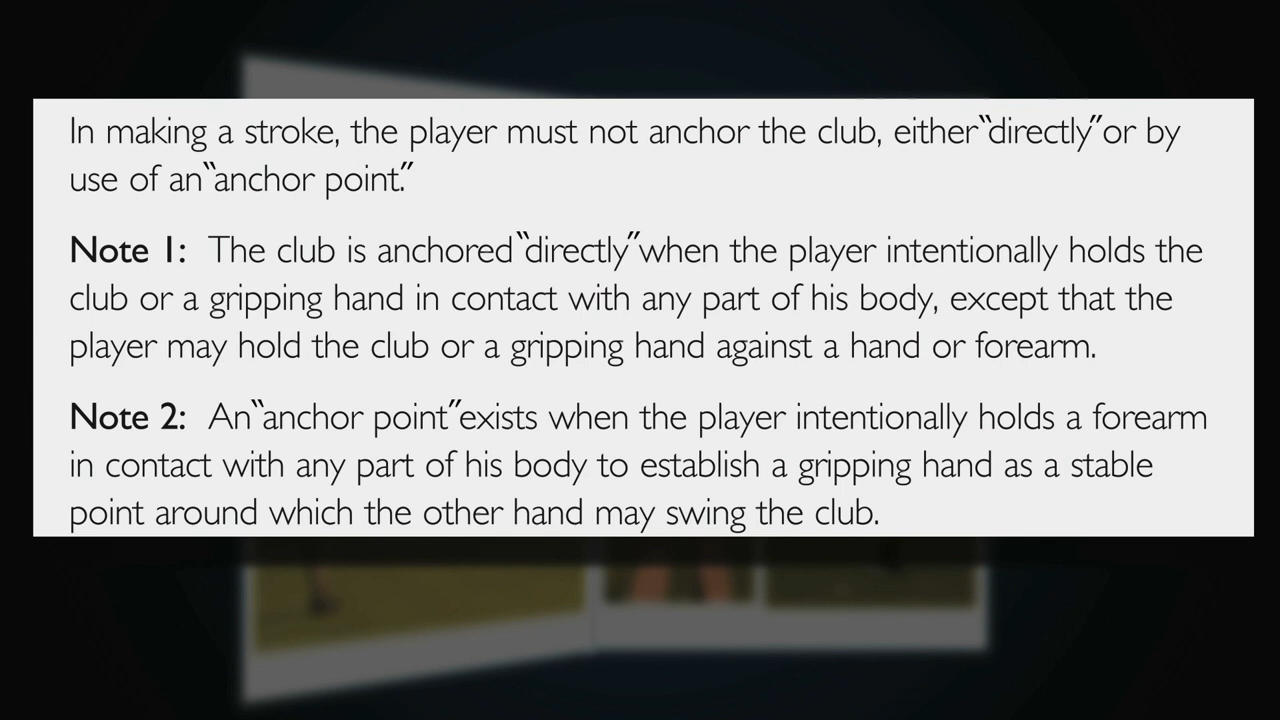 In making a stroke, the player must not anchor the club, either‟directly″or by
use of an‟anchor point.″
Note 1: The club is anchored‟directly″when the player intentionally holds the
club or a gripping hand in contact with any part of his body, except that the
player may hold the club or a gripping hand against a hand or forearm.
Note 2: An‟anchor point″exists when the player intentionally holds a forearm
in contact with any part of his body to establish a gripping hand as a stable
point around which the other hand may swing the club.